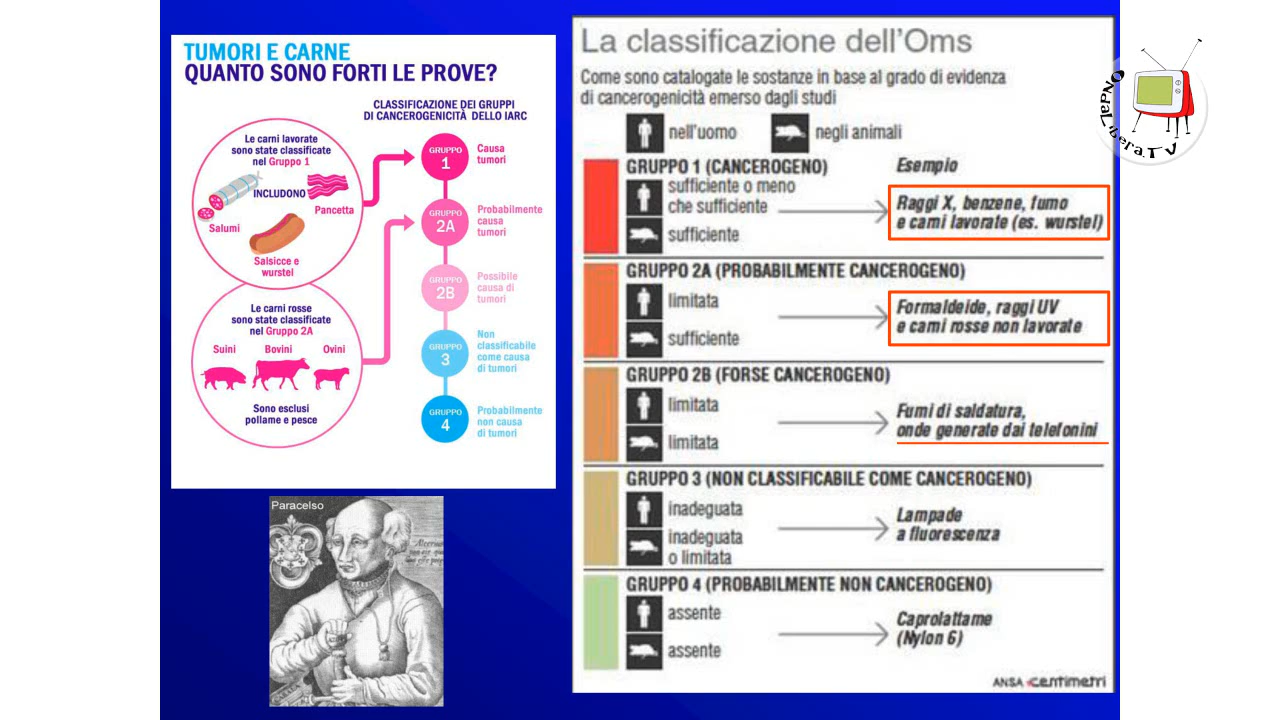 TUMORI E CARNE
QUANTO SONO FORTI LE PROVE?
CLASSIFICAZIONE DEI GRUPPI
DI CANCEROGENICITÀ DELLO IARC
Le carni lavorate
sono state classificate
nel Gruppo 1
INCLUDONO
Pancetta
Salumi
Salsicce e
wurstel
Le carni rosse
sono state classificate
nel Gruppo 2A
Suini Bovini Ovini
Sono esclusi
pollame e pesce
GRUPPO
1
Causa
tumori
GRUPPO
2A
Probabilmente
causa
tumori
GRUPPO
2B
Possibile
causa di
tumori
GRUPPO
3
Non
classificabile
come causa
di tumori
GRUPPO
4
Probabilmente
non causa
di tumori
Paracelso
La classificazione dell'Oms
Come sono catalogate le sostanze in base al grado di evidenza
di cancerogenicità emerso dagli studi
nell'uomo negli animali
GRUPPO 1 (CANCEROGENO) Esempio
sufficiente o meno
che sufficiente
sufficiente
Raggi X, benzene, fumo
e carni lavorate (es. wurstel)
GRUPPO 2A (PROBABILMENTE CANCEROGENO)
limitata
sufficiente
Formaldeide, raggi UV
e carni rosse non lavorate
GRUPPO 2B (FORSE CANCEROGENO)
limitata
limitata
Fumi di saldatura,
onde generate dai telefonini
GRUPPO 3 (NON CLASSIFICABILE COME CANCEROGENO)
inadeguata
inadeguata
o limitata
Lampade
a fluorescenza
GRUPPO 4 (PROBABILMENTE NON CANCEROGENO)
assente
assente
Caprolattame
(Nylon 6)
ANSA centimetri
OndaLiberaTV